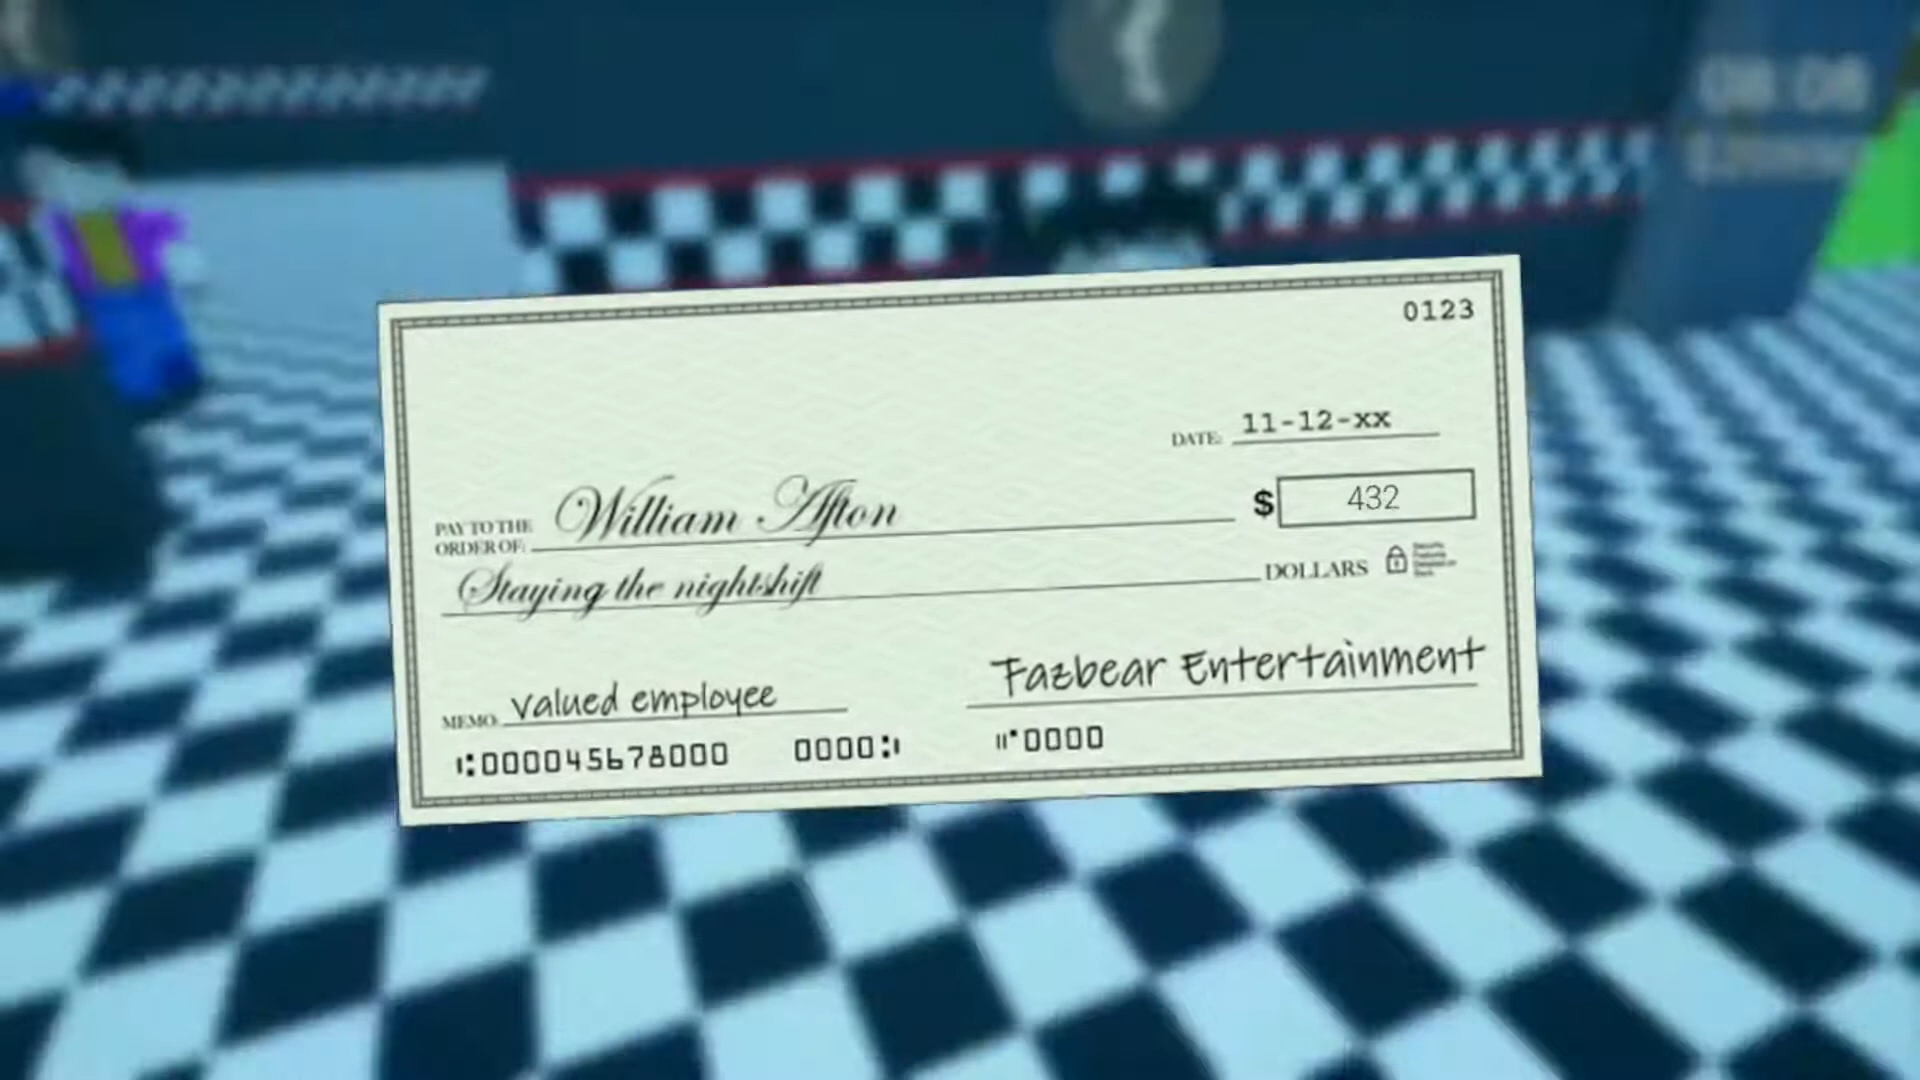 0123
DATE: 11-12-xx
PAY TO THE ORDER OF: William Afton $ 432
Staying the nightshift DOLLARS
Fazbear Entertainment
MEMO: valued employee
⑆000045678000 0000⑆ ⑈0000